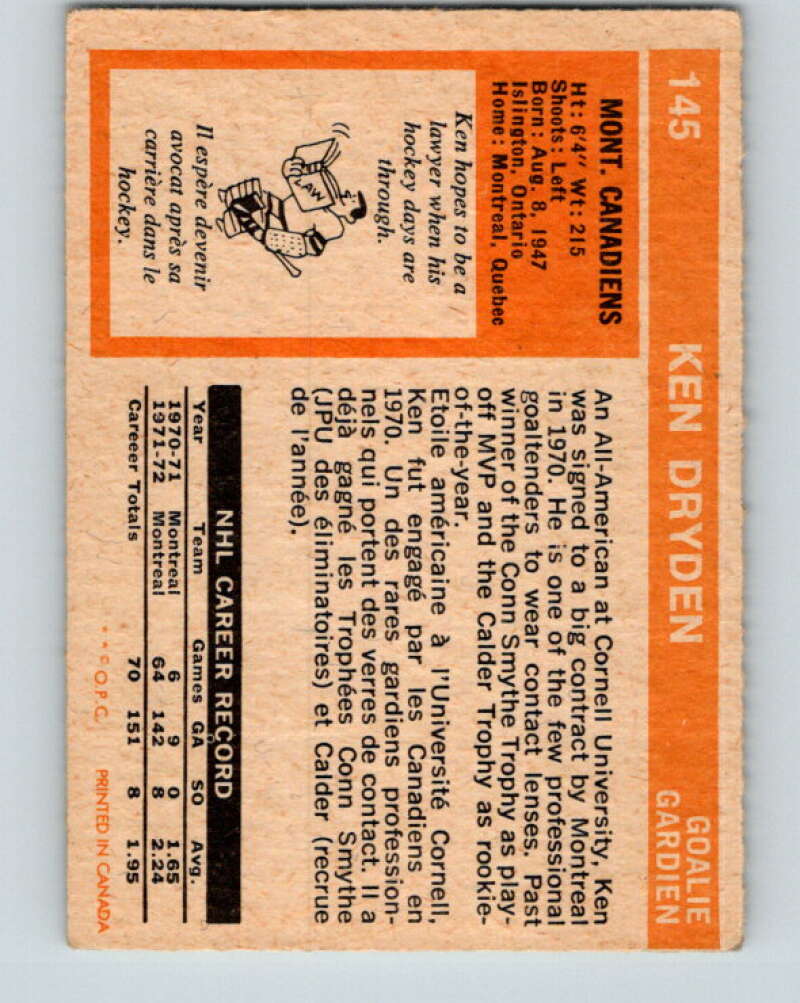 145 KEN DRYDEN GOALIE
GARDIEN
MONT. CANADIENS
Ht: 6'4" Wt: 215
Shoots: Left
Born: Aug. 8, 1947
Islington, Ontario
Home: Montreal, Quebec
Ken hopes to be a
lawyer when his
hockey days are
through.
LAW
Il espère devenir
avocat après sa
carrière dans le
hockey.
An All-American at Cornell University, Ken
was signed to a big contract by Montreal
in 1970. He is one of the few professional
goaltenders to wear contact lenses. Past
winner of the Conn Smythe Trophy as play-
off MVP and the Calder Trophy as rookie-
of-the-year.
Etoile américaine à l'Université Cornell,
Ken fut engagé par les Canadiens en
1970. Un des rares gardiens profession-
nels qui portent des verres de contact. Il a
déjà gagné les Trophées Conn Smythe
(JPU des éliminatoires) et Calder (recrue
de l'année).
NHL CAREER RECORD
Year Team Games GA SO Avg.
1970-71 Montreal 6 9 0 1.65
1971-72 Montreal 64 142 8 2.24
Career Totals 70 151 8 1.95
**© O.P.C. PRINTED IN CANADA